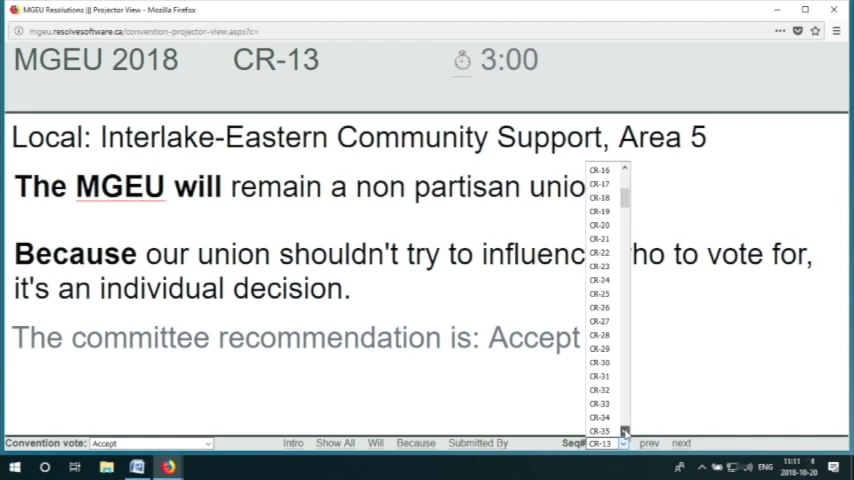 MGEU Resolutions ||| Projector View - Mozilla Firefox
mgeu.resolvesoftware.ca/convention-projector-view.aspx?c=
MGEU 2018 CR-13 3:00
Local: Interlake-Eastern Community Support, Area 5
The MGEU will remain a non partisan unio
Because our union shouldn't try to influenc ho to vote for,
it's an individual decision.
The committee recommendation is: Accept
CR-16
CR-17
CR-18
CR-19
CR-20
CR-21
CR-22
CR-23
CR-24
CR-25
CR-26
CR-27
CR-28
CR-29
CR-30
CR-31
CR-32
CR-33
CR-34
CR-35
Convention vote: Accept Intro Show All Will Because Submitted By Seq# CR-13 prev next
ENG 11:11
2018-10-20